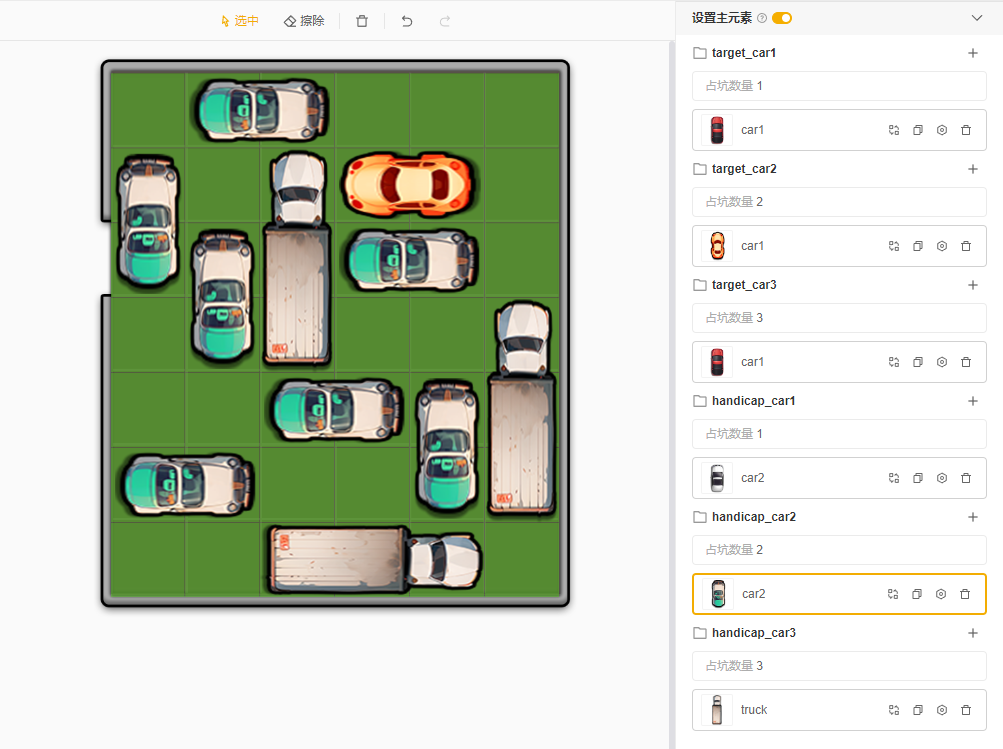 选中
擦除
设置主元素
target_car1
占坑数量 1
car1
target_car2
占坑数量 2
car1
target_car3
占坑数量 3
car1
handicap_car1
占坑数量 1
car2
handicap_car2
占坑数量 2
car2
handicap_car3
占坑数量 3
truck